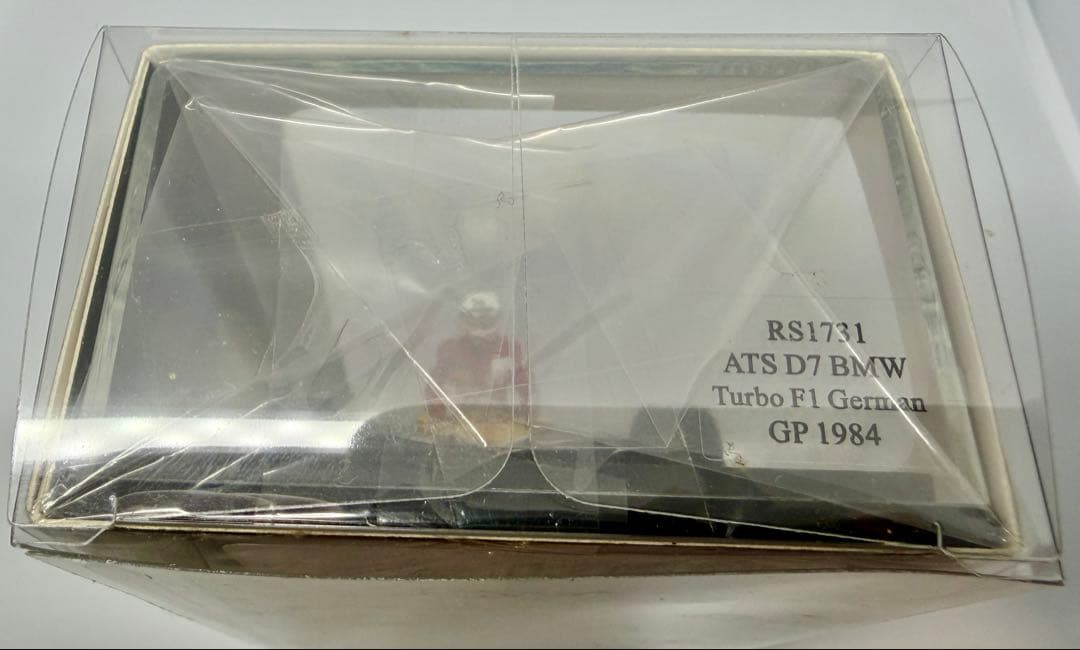 RS1731
ATS D7 BMW
Turbo F1 German
GP 1984